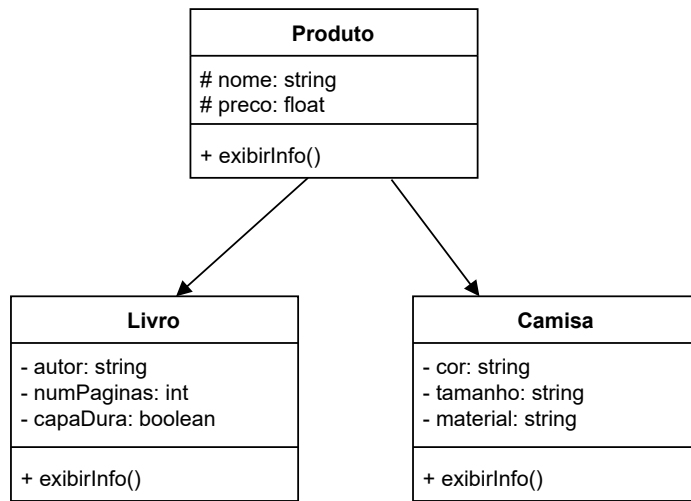 Produto
# nome: string
# preco: float
+ exibirInfo()
Livro
- autor: string
- numPaginas: int
- capaDura: boolean
+ exibirInfo()
Camisa
- cor: string
- tamanho: string
- material: string
+ exibirInfo()